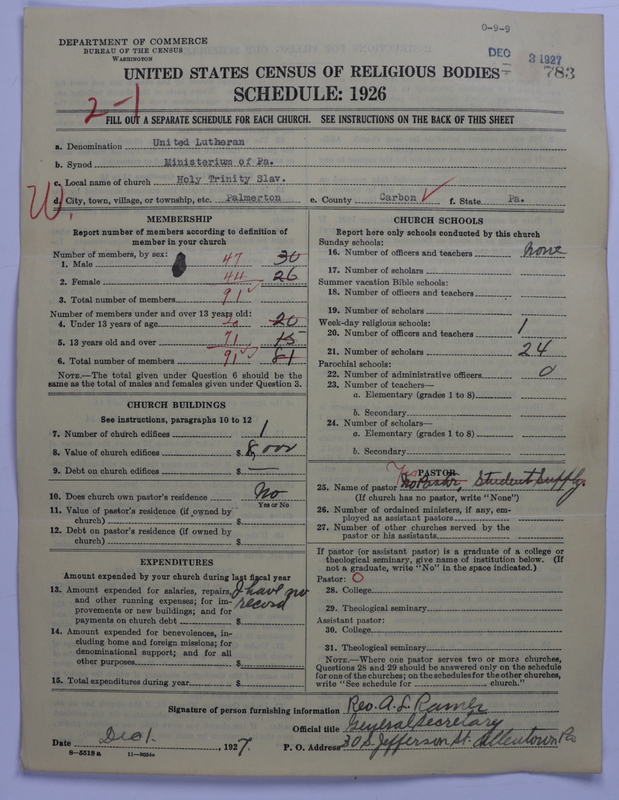 0-9-9
DEPARTMENT OF COMMERCE
BUREAU OF THE CENSUS
WASHINGTON
DEC 3 1927
783
UNITED STATES CENSUS OF RELIGIOUS BODIES
SCHEDULE: 1926
2-1
FILL OUT A SEPARATE SCHEDULE FOR EACH CHURCH. SEE INSTRUCTIONS ON THE BACK OF THIS SHEET
a. Denomination United Lutheran
b. Synod Ministerium of Pa.
c. Local name of church Holy Trinity Slav.
W.
d. City, town, village, or township, etc. Palmerton e. County Carbon f. State Pa.
MEMBERSHIP
Report number of members according to definition of
member in your church
Number of members, by sex:
1. Male 47 30
2. Female 44 26
3. Total number of members 91
Number of members under and over 13 years old:
4. Under 13 years of age 20 20
5. 13 years old and over 71 15
6. Total number of members 91 81
NOTE.—The total given under Question 6 should be the
same as the total of males and females given under Question 3.
CHURCH BUILDINGS
See instructions, paragraphs 10 to 12
7. Number of church edifices 1
8. Value of church edifices $ 8,000
9. Debt on church edifices $ —
10. Does church own pastor's residence No
Yes or No
11. Value of pastor's residence (if owned by
church) $
12. Debt on pastor's residence (if owned by
church) $
EXPENDITURES
Amount expended by your church during last fiscal year
13. Amount expended for salaries, repairs, I have no
and other running expenses; for im- record
provements or new buildings; and for
payments on church debt $
14. Amount expended for benevolences, in-
cluding home and foreign missions; for
denominational support; and for all
other purposes $
15. Total expenditures during year $
CHURCH SCHOOLS
Report here only schools conducted by this church
Sunday schools:
16. Number of officers and teachers none
17. Number of scholars
Summer vacation Bible schools:
18. Number of officers and teachers
19. Number of scholars
Week-day religious schools:
20. Number of officers and teachers 1
21. Number of scholars 24
Parochial schools:
22. Number of administrative officers 0
23. Number of teachers—
a. Elementary (grades 1 to 8)
b. Secondary
24. Number of scholars—
a. Elementary (grades 1 to 8)
b. Secondary
PASTOR
25. Name of pastor No Pastor, Student Supply.
(If church has no pastor, write "None")
26. Number of ordained ministers, if any, em-
ployed as assistant pastors
27. Number of other churches served by the
pastor or his assistants
If pastor (or assistant pastor) is a graduate of a college or
theological seminary, give name of institution below. (If
not a graduate, write "No" in the space indicated.)
Pastor: O
28. College
29. Theological seminary
Assistant pastor:
30. College
31. Theological seminary
NOTE.—Where one pastor serves two or more churches,
Questions 28 and 29 should be answered only on the schedule
for one of the churches; on the schedules for the other churches,
write "See schedule for church."
Signature of person furnishing information Rev. A. L. Ramer
Official title General Secretary
Date Dec 1. , 1927. P. O. Address 30 S. Jefferson St. Allentown Pa
8-5518 a 11-9034a